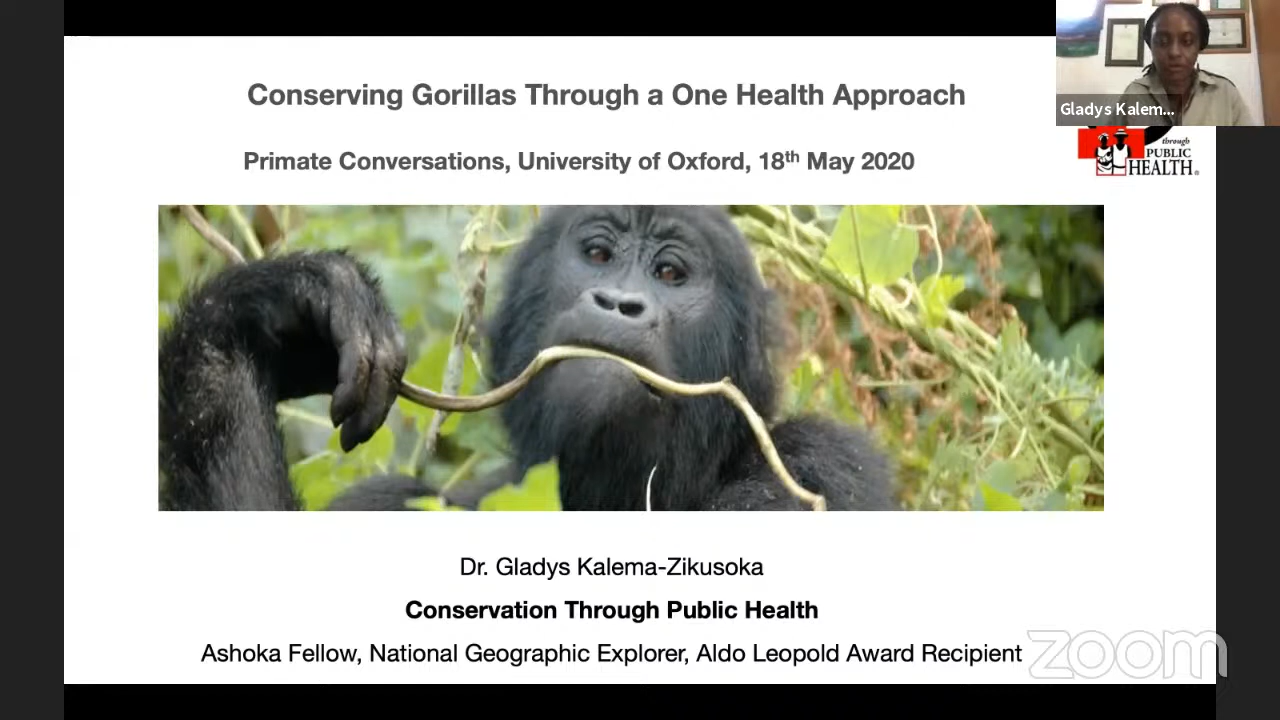 Conserving Gorillas Through a One Health Approach
Gladys Kalem...
Primate Conversations, University of Oxford, 18th May 2020
through
PUBLIC
HEALTH®
Dr. Gladys Kalema-Zikusoka
Conservation Through Public Health
Ashoka Fellow, National Geographic Explorer, Aldo Leopold Award Recipient
zoom